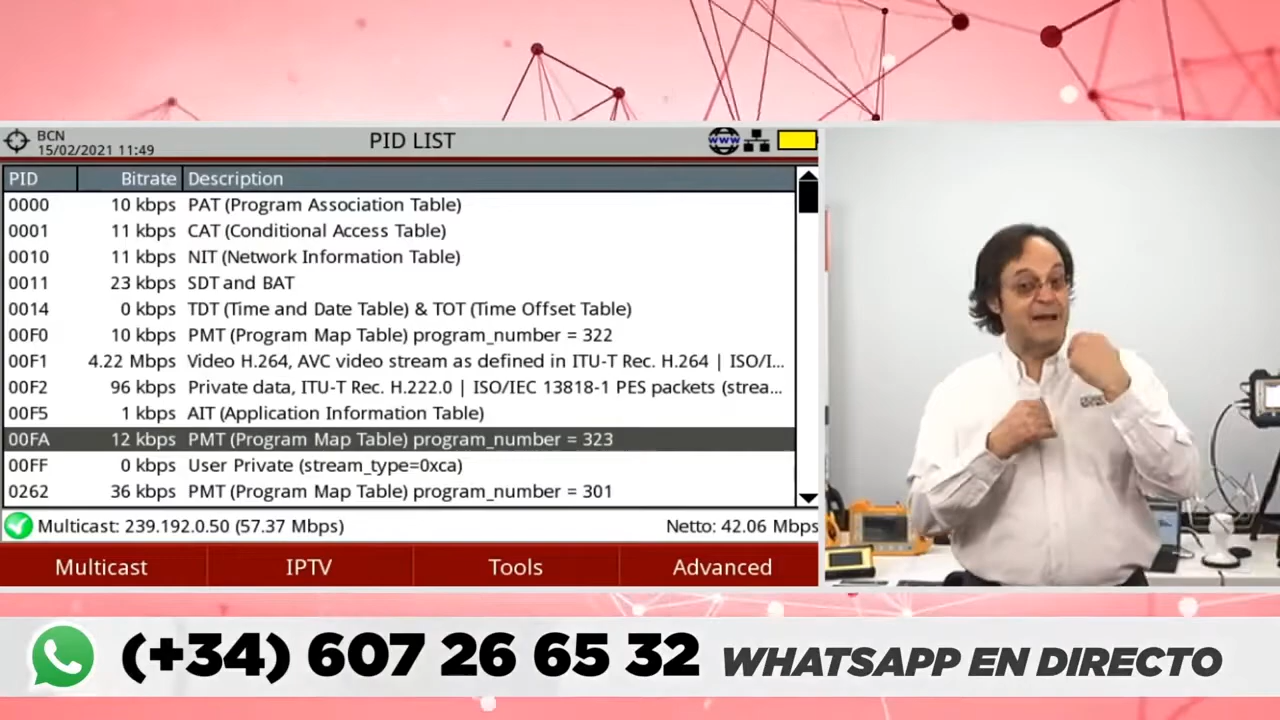 BCN
15/02/2021 11:49
PID LIST
www
PID Bitrate Description
0000 10 kbps PAT (Program Association Table)
0001 11 kbps CAT (Conditional Access Table)
0010 11 kbps NIT (Network Information Table)
0011 23 kbps SDT and BAT
0014 0 kbps TDT (Time and Date Table) & TOT (Time Offset Table)
00F0 10 kbps PMT (Program Map Table) program_number = 322
00F1 4.22 Mbps Video H.264, AVC video stream as defined in ITU-T Rec. H.264 | ISO/I...
00F2 96 kbps Private data, ITU-T Rec. H.222.0 | ISO/IEC 13818-1 PES packets (strea...
00F5 1 kbps AIT (Application Information Table)
00FA 12 kbps PMT (Program Map Table) program_number = 323
00FF 0 kbps User Private (stream_type=0xca)
0262 36 kbps PMT (Program Map Table) program_number = 301
Multicast: 239.192.0.50 (57.37 Mbps) Netto: 42.06 Mbps
Multicast IPTV Tools Advanced
(+34) 607 26 65 32 WHATSAPP EN DIRECTO